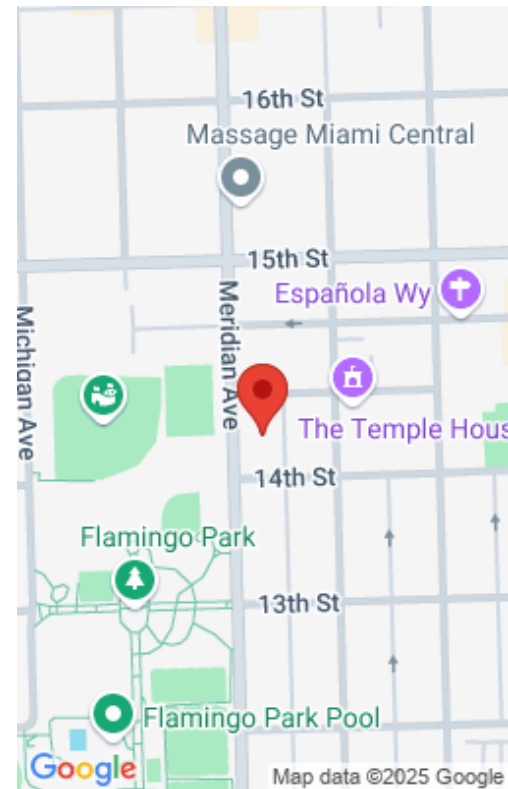 16th St
Massage Miami Central
15th St
Española Wy
Meridian Ave
Michigan Ave
The Temple Hous
14th St
Flamingo Park
13th St
Flamingo Park Pool
Google
Map data ©2025 Google